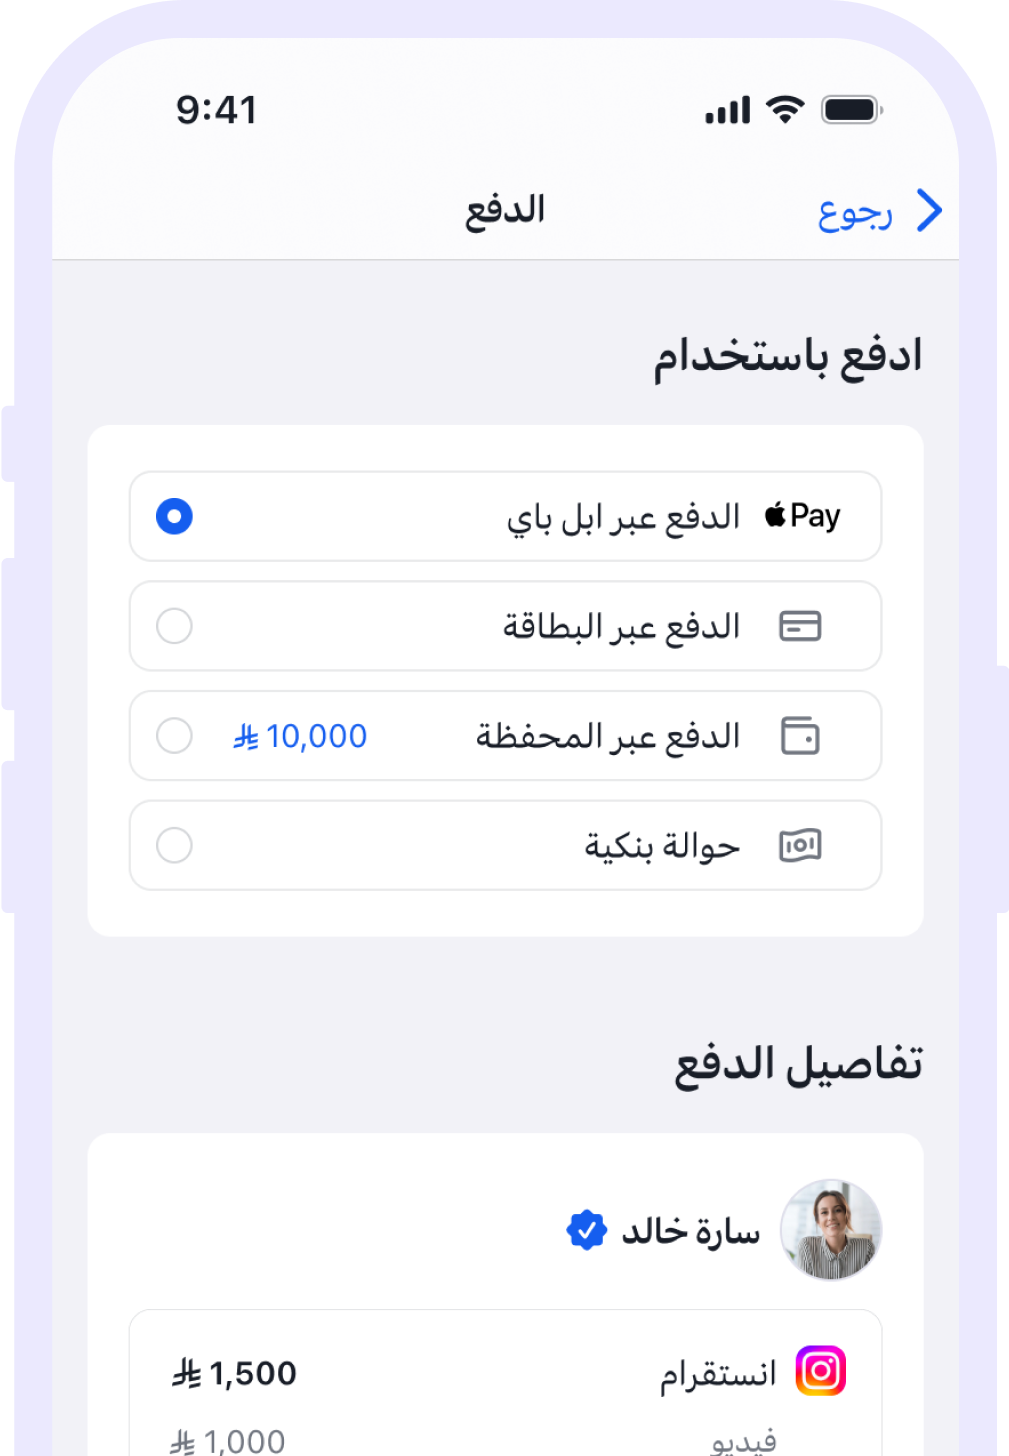 9:41
رجوع
الدفع
ادفع باستخدام
Pay الدفع عبر ابل باي
الدفع عبر البطاقة
الدفع عبر المحفظة 10,000 ⃁
حوالة بنكية
تفاصيل الدفع
سارة خالد
انستقرام 1,500 ⃁
فيديو 1,000 ⃁